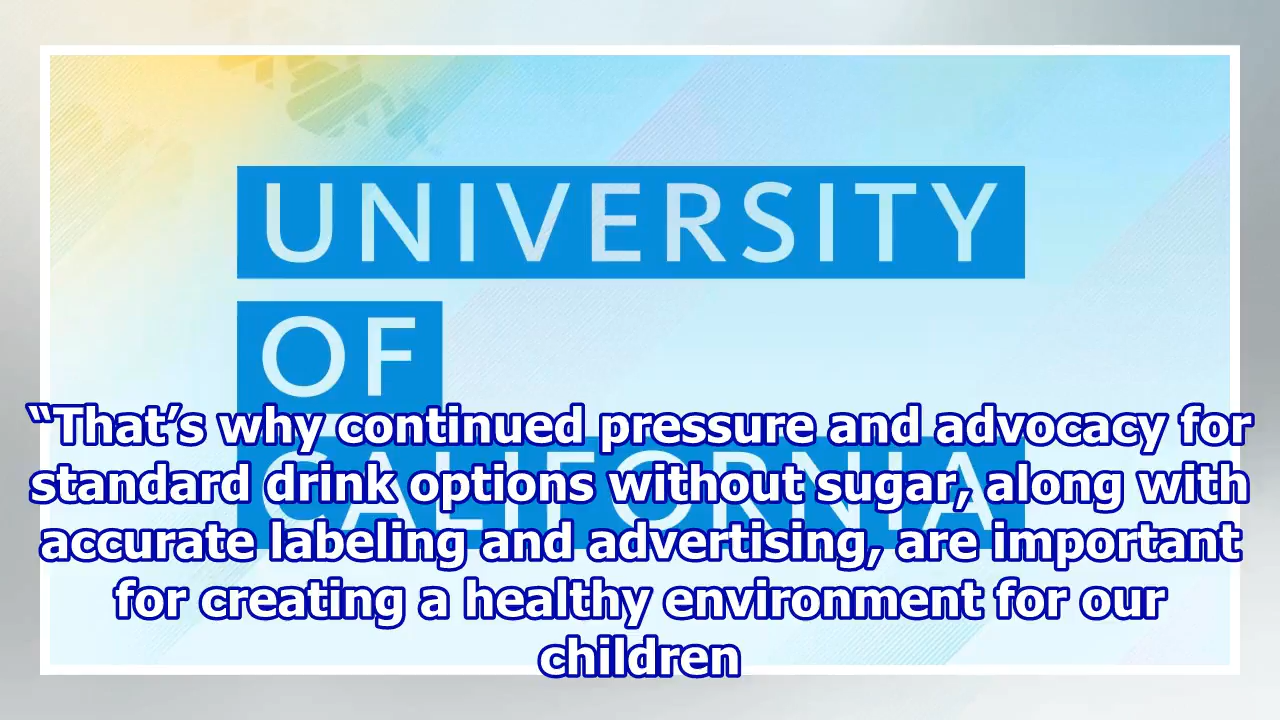 UNIVERSITY
OF
CALIFORNIA
“That’s why continued pressure and advocacy for
standard drink options without sugar, along with
accurate labeling and advertising, are important
for creating a healthy environment for our
children